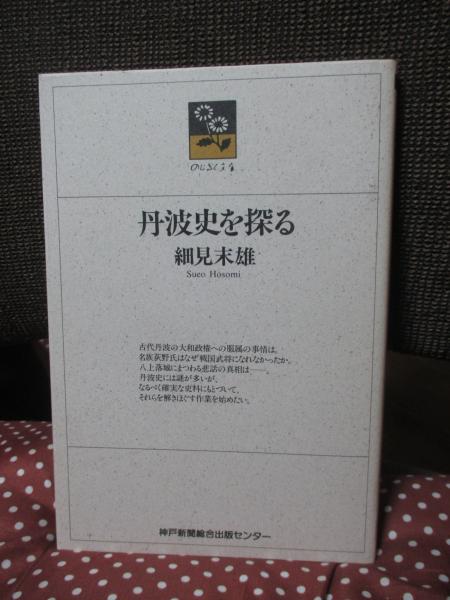 のじぎく文庫
丹波史を探る
細見末雄
Sueo Hosomi
古代丹波の大和政権への服属の事情は。
名族荻野氏はなぜ戦国武将になれなかったか。
八上落城にまつわる悲話の真相は――。
丹波史には謎が多いが、
なるべく確実な史料にもとづいて、
それらを解きほぐす作業を始めたい。
神戸新聞総合出版センター